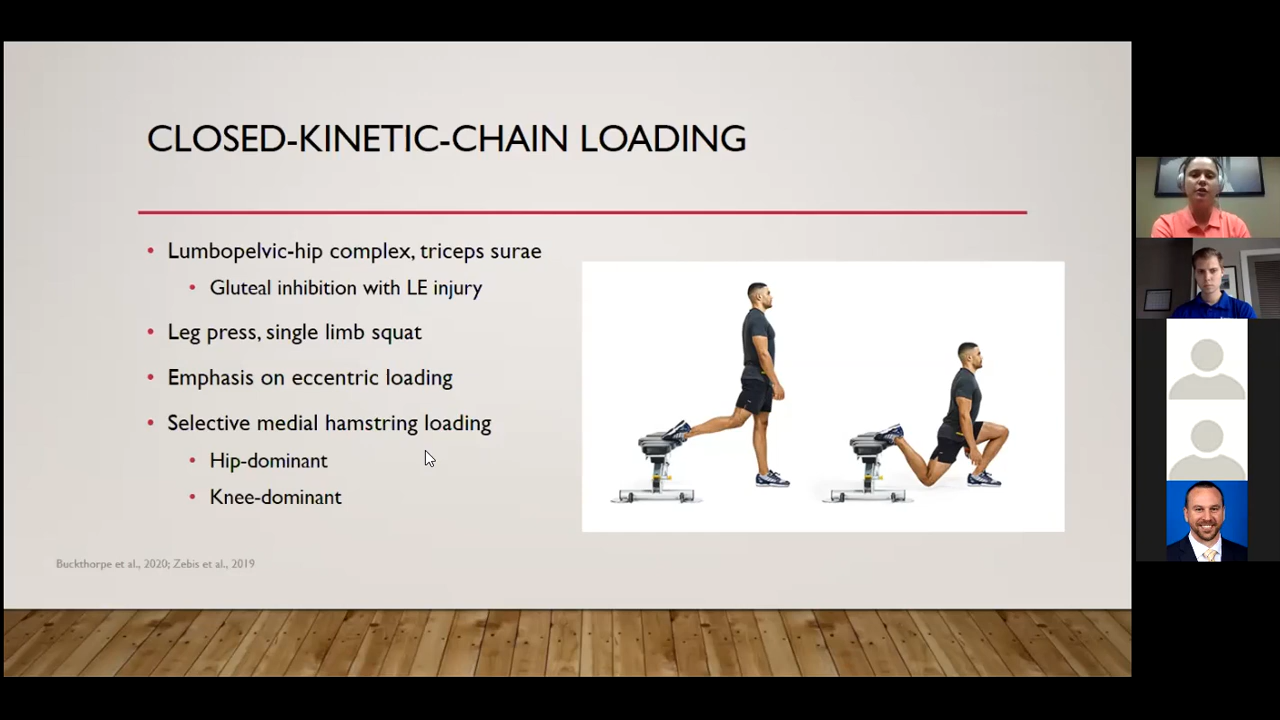 CLOSED-KINETIC-CHAIN LOADING
• Lumbopelvic-hip complex, triceps surae
• Gluteal inhibition with LE injury
• Leg press, single limb squat
• Emphasis on eccentric loading
• Selective medial hamstring loading
• Hip-dominant
• Knee-dominant
Buckthorpe et al., 2020; Zebis et al., 2019